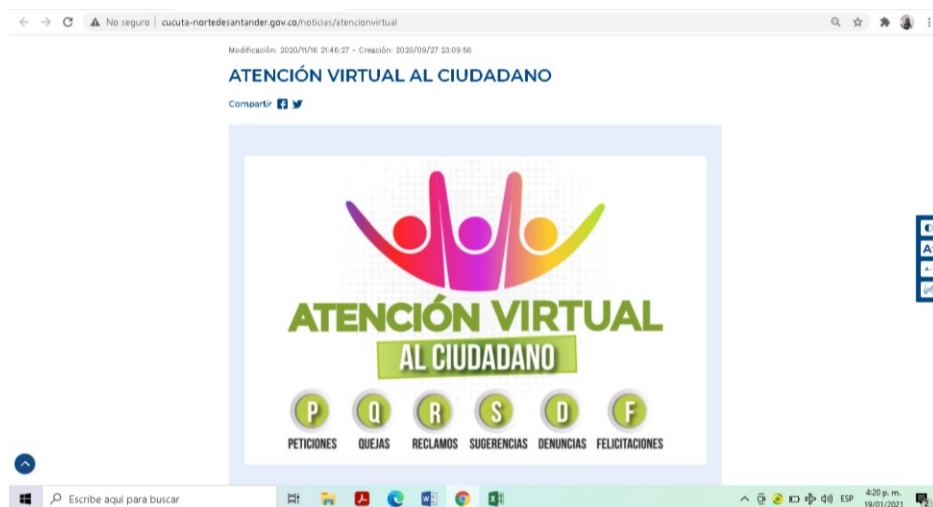 No seguro | cucuta-nortedesantander.gov.co/noticias/atencionvirtual
Modificación: 2020/11/16 21:46:27 - Creación: 2020/09/27 23:09:56
ATENCIÓN VIRTUAL AL CIUDADANO
Compartir
ATENCIÓN VIRTUAL
AL CIUDADANO
P Q R S D F
PETICIONES QUEJAS RECLAMOS SUGERENCIAS DENUNCIAS FELICITACIONES
Escribe aquí para buscar
ESP
4:20 p. m.
19/01/2021